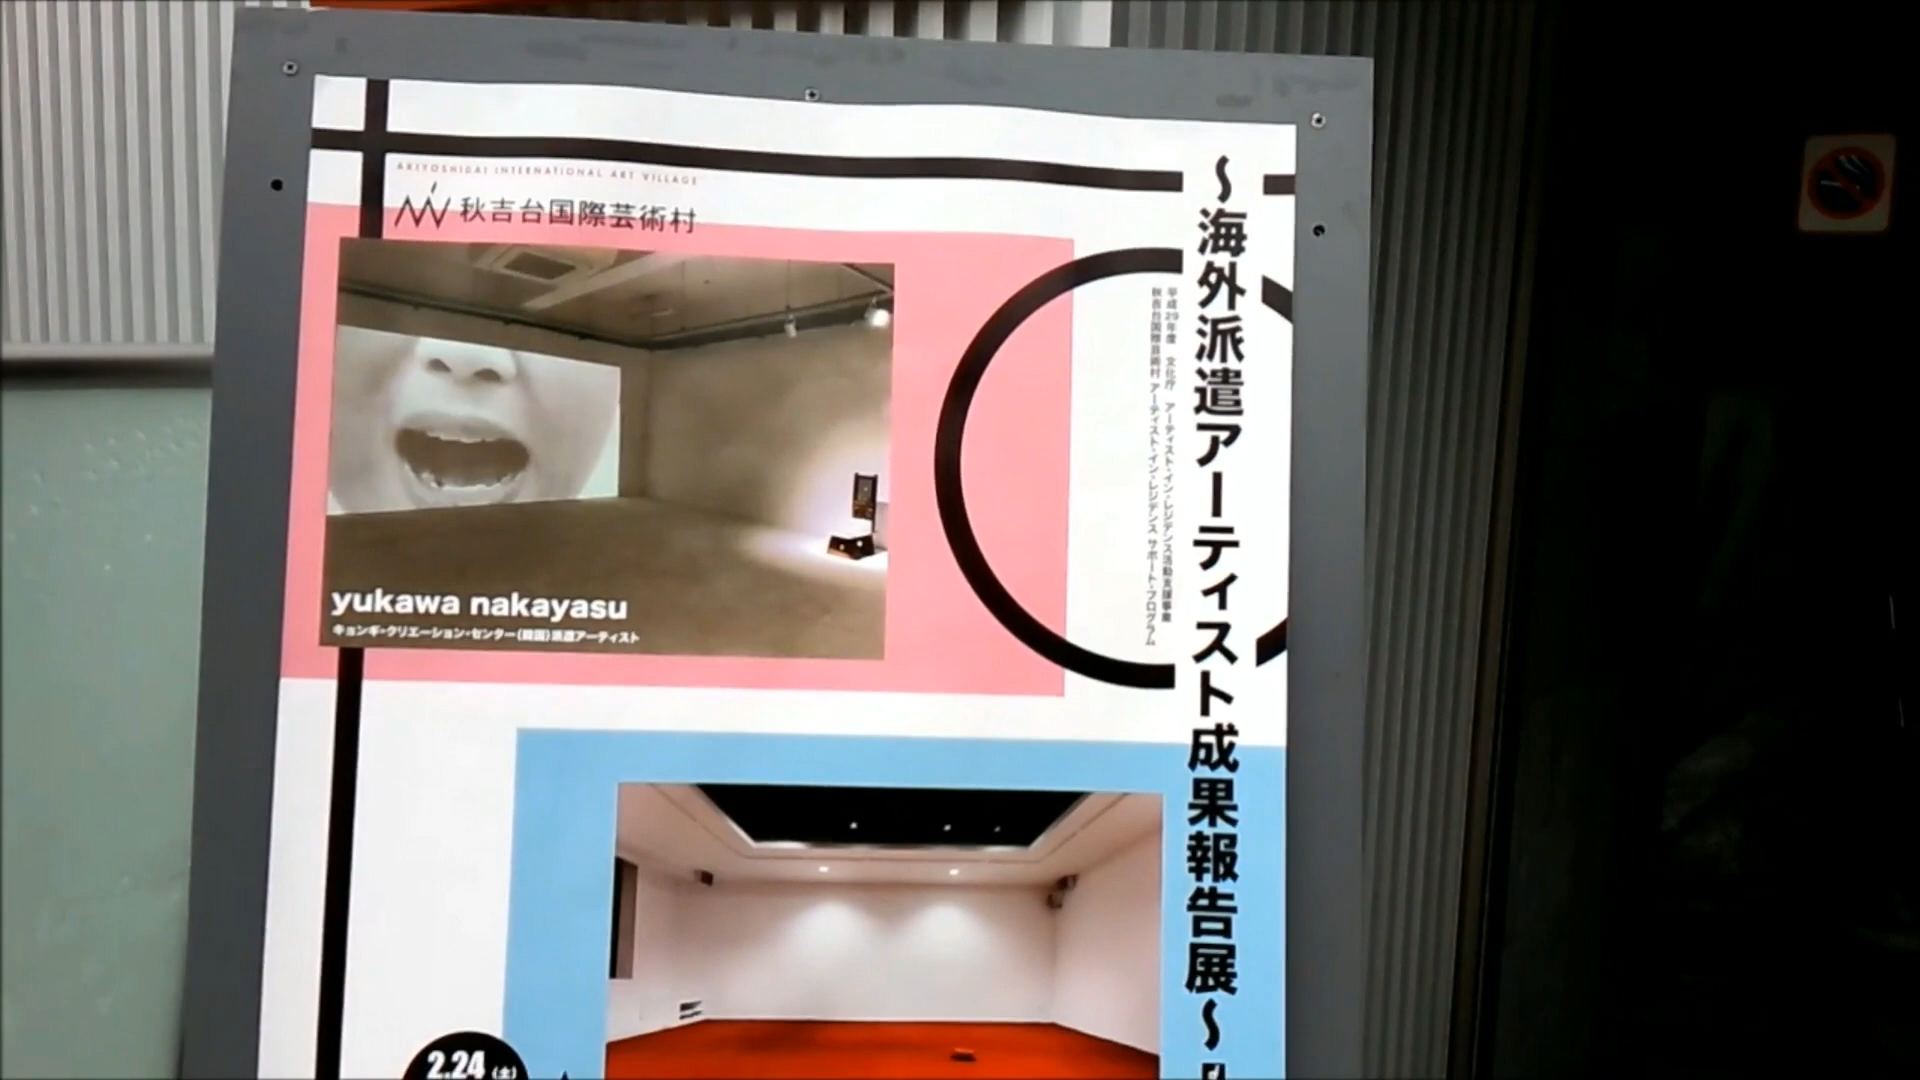 AKIYOSHIDAI INTERNATIONAL ART VILLAGE
秋吉台国際芸術村
~海外派遣アーティスト成果報告展~
平成29年度 文化庁 アーティスト・イン・レジデンス活動支援事業
秋吉台国際芸術村 アーティスト・イン・レジデンス サポート・プログラム
yukawa nakayasu
キョンギ・クリエーション・センター(韓国)派遣アーティスト
2.24(土)